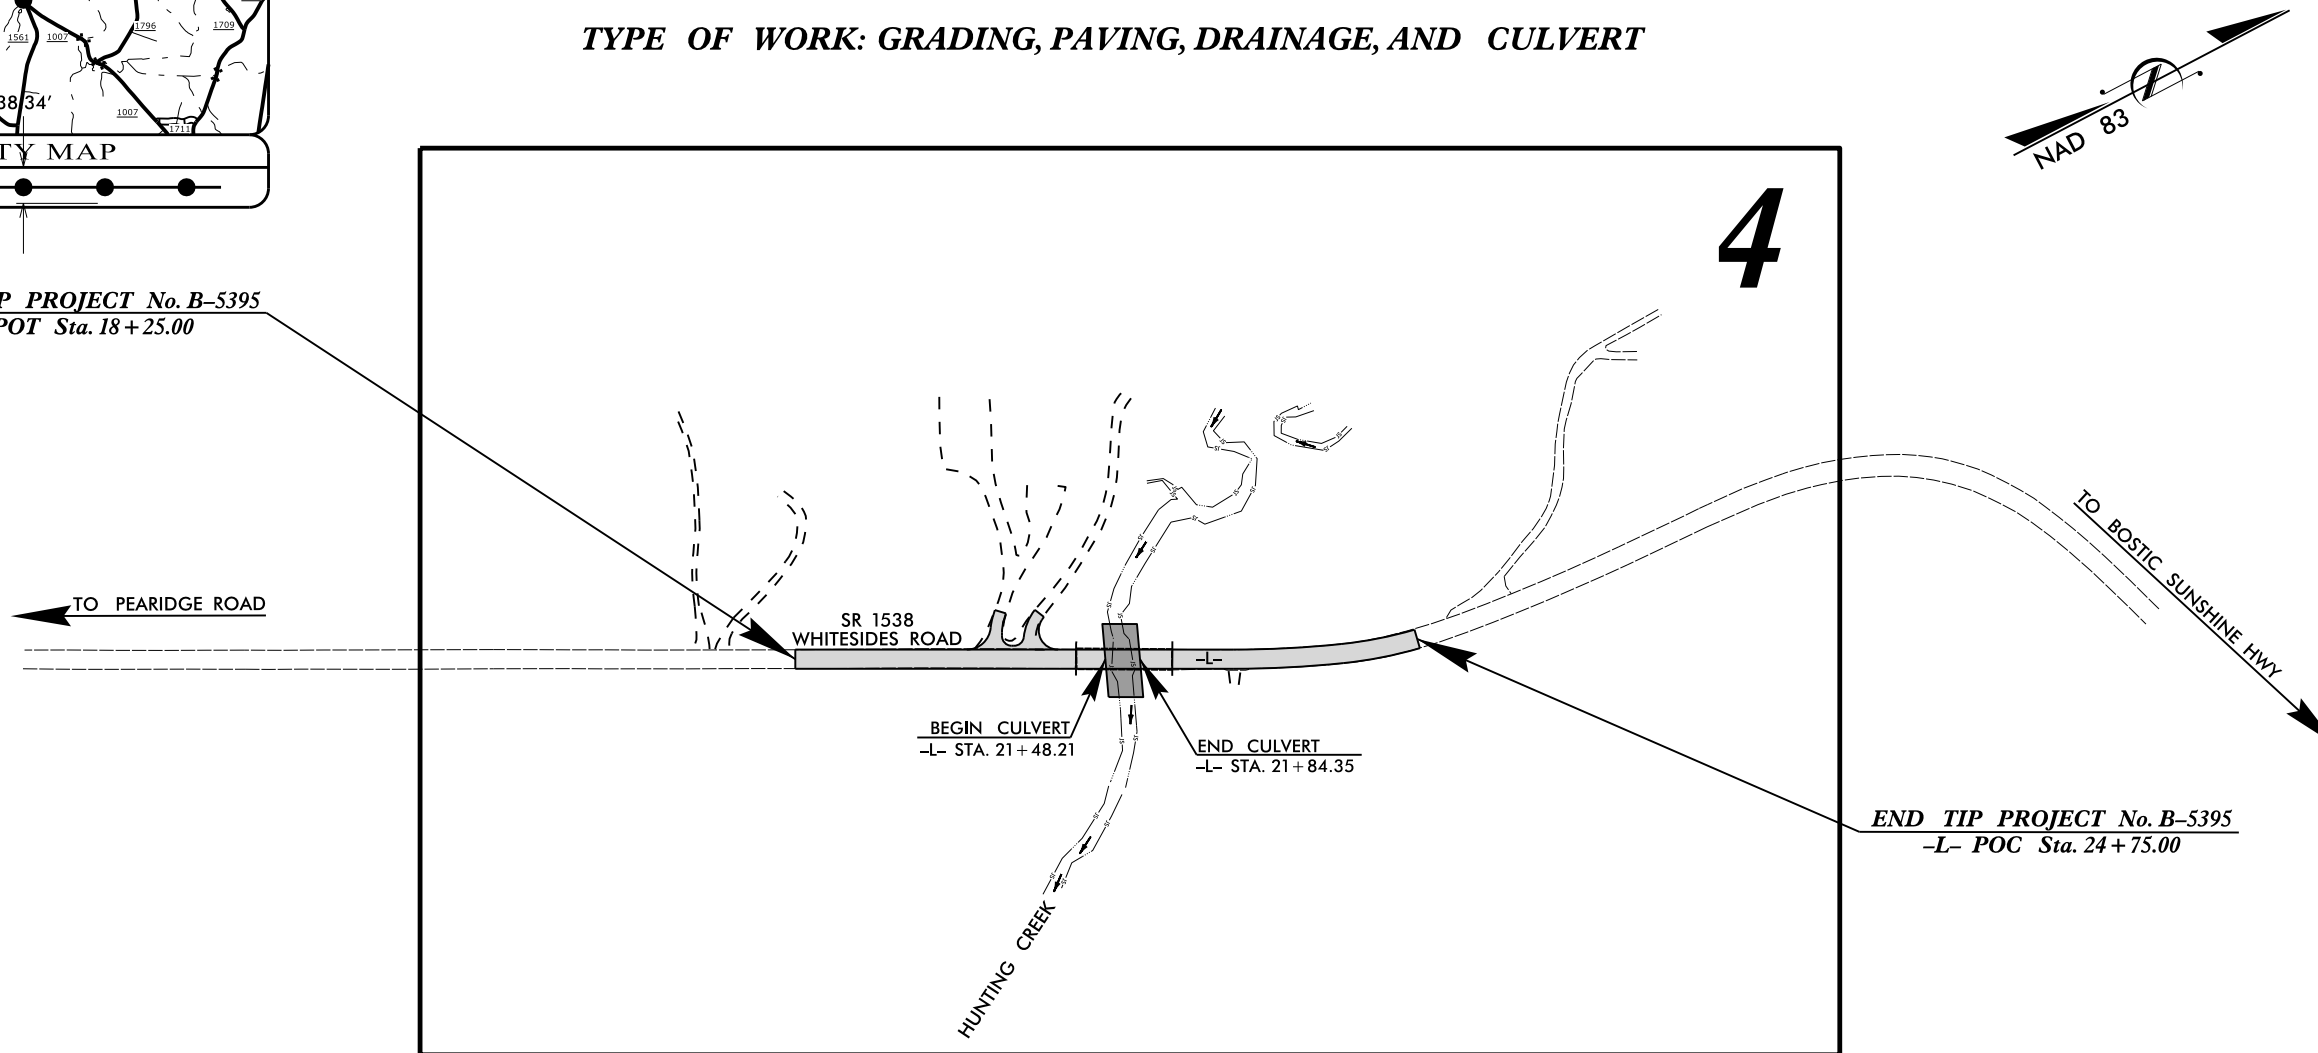 TYPE OF WORK: GRADING, PAVING, DRAINAGE, AND CULVERT
1561
1007
1796
1709
38'34'
1007
1711
TY MAP
NAD 83
4
P PROJECT No. B–5395
POT Sta. 18+25.00
TO PEARIDGE ROAD
SR 1538
WHITESIDES ROAD
–L–
BEGIN CULVERT
–L– STA. 21+48.21
END CULVERT
–L– STA. 21+84.35
HUNTING CREEK
TO BOSTIC SUNSHINE HWY
END TIP PROJECT No. B–5395
–L– POC Sta. 24+75.00